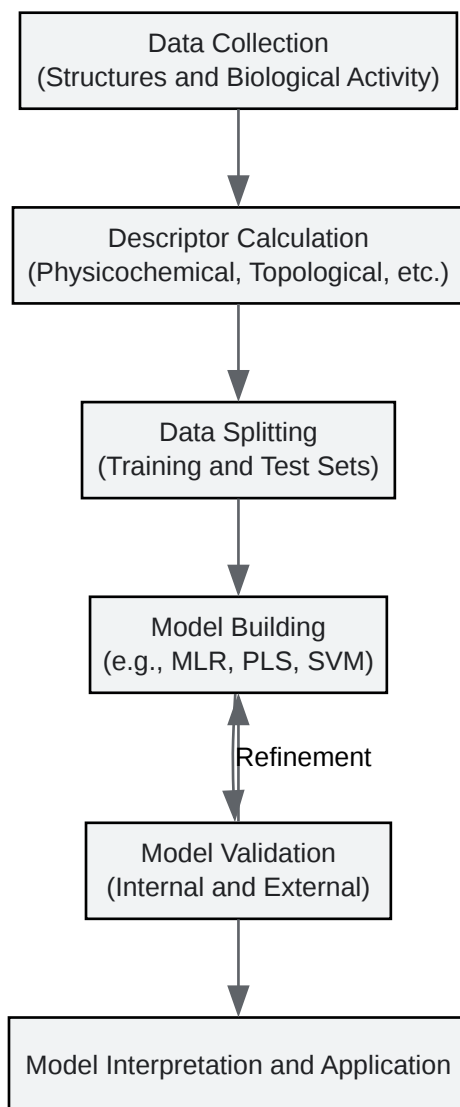 Data Collection
(Structures and Biological Activity)
Descriptor Calculation
(Physicochemical, Topological, etc.)
Data Splitting
(Training and Test Sets)
Model Building
(e.g., MLR, PLS, SVM)
Refinement
Model Validation
(Internal and External)
Model Interpretation and Application